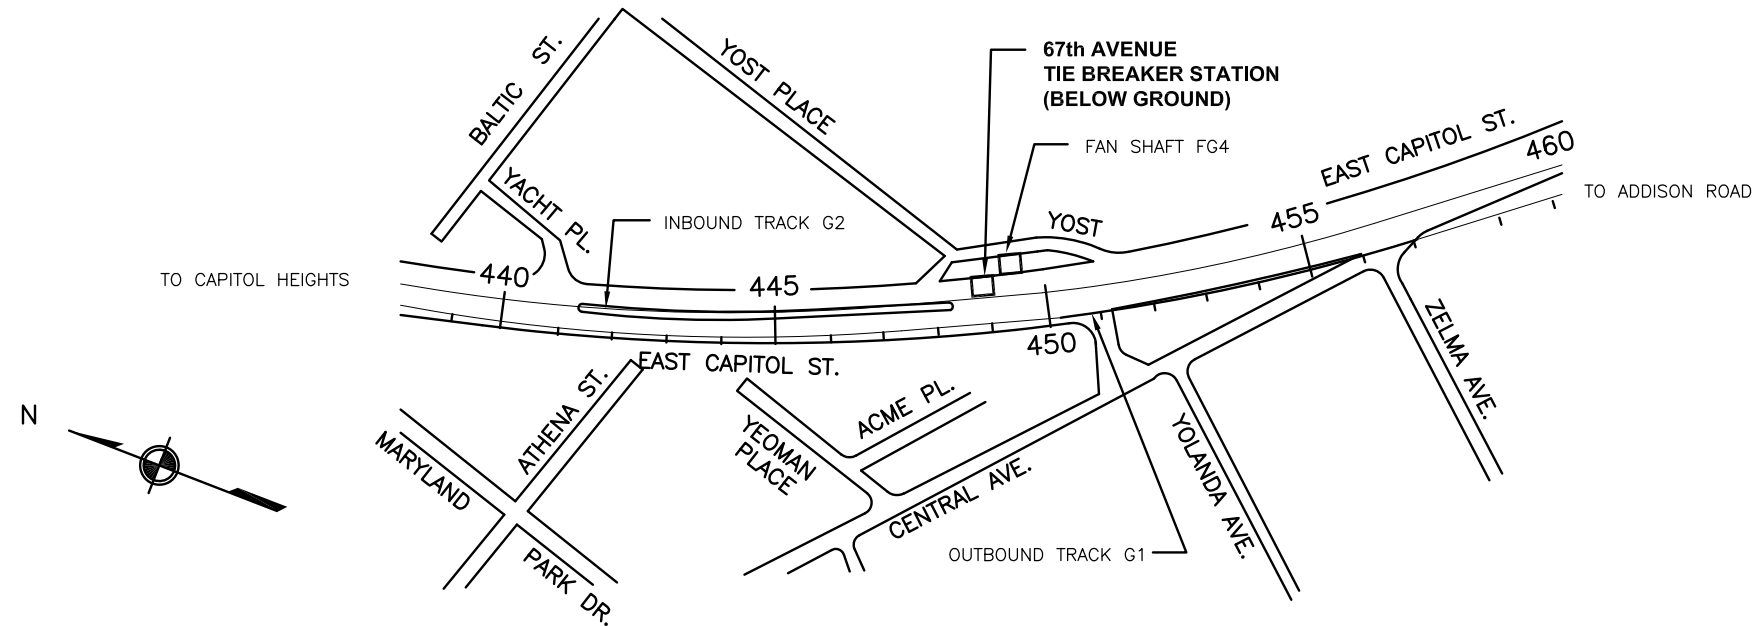 BALTIC ST.
YOST PLACE
67th AVENUE
TIE BREAKER STATION
(BELOW GROUND)
FAN SHAFT FG4
EAST CAPITOL ST.
460
TO ADDISON ROAD
YACHT PL.
INBOUND TRACK G2
YOST
455
TO CAPITOL HEIGHTS
440
445
450
EAST CAPITOL ST.
ZELMA AVE.
N
ATHENA ST.
ACME PL.
MARYLAND
PARK DR.
YEOMAN
PLACE
CENTRAL AVE.
YOLANDA AVE.
OUTBOUND TRACK G1